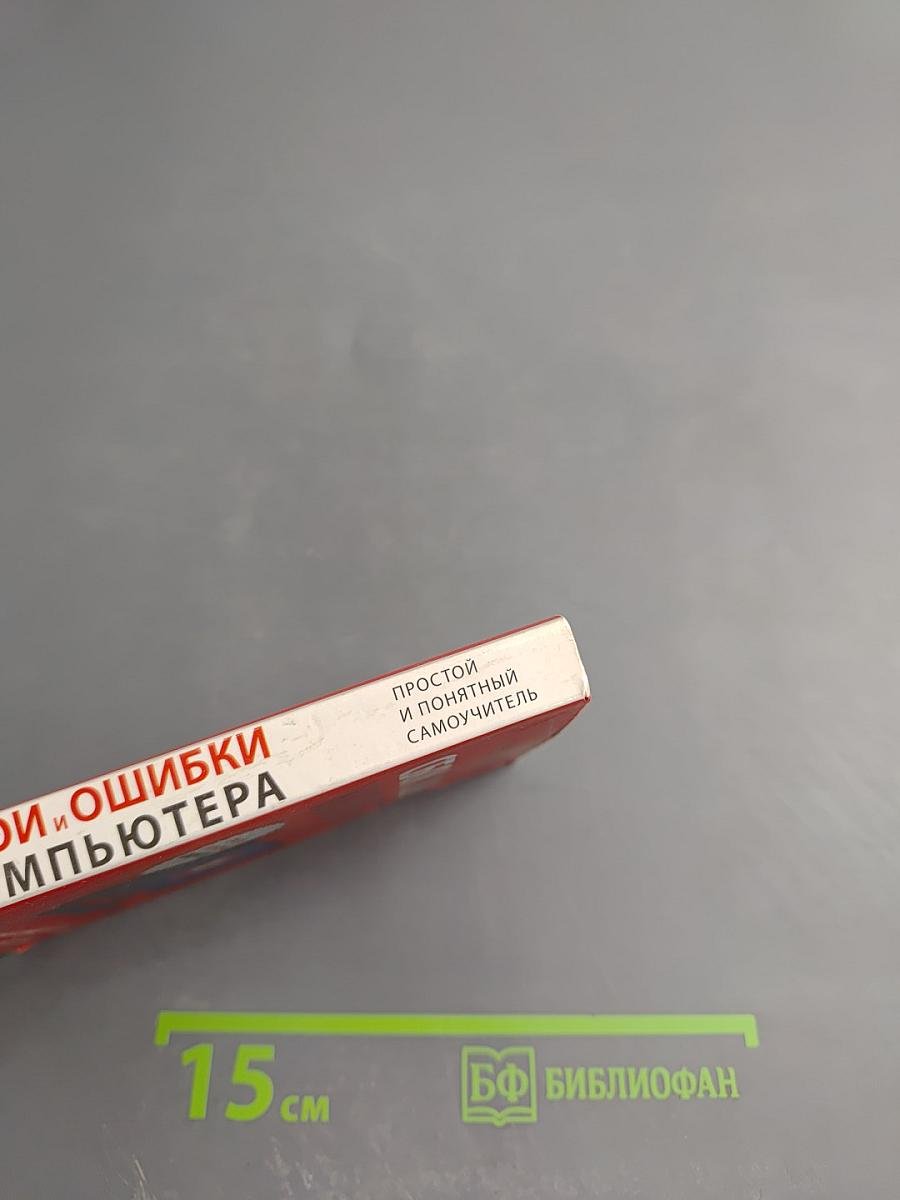 ОИ и ОШИБКИ
МПЬЮТЕРА
ПРОСТОЙ
И ПОНЯТНЫЙ
САМОУЧИТЕЛЬ
15 см
БФ БИБЛИОФАН